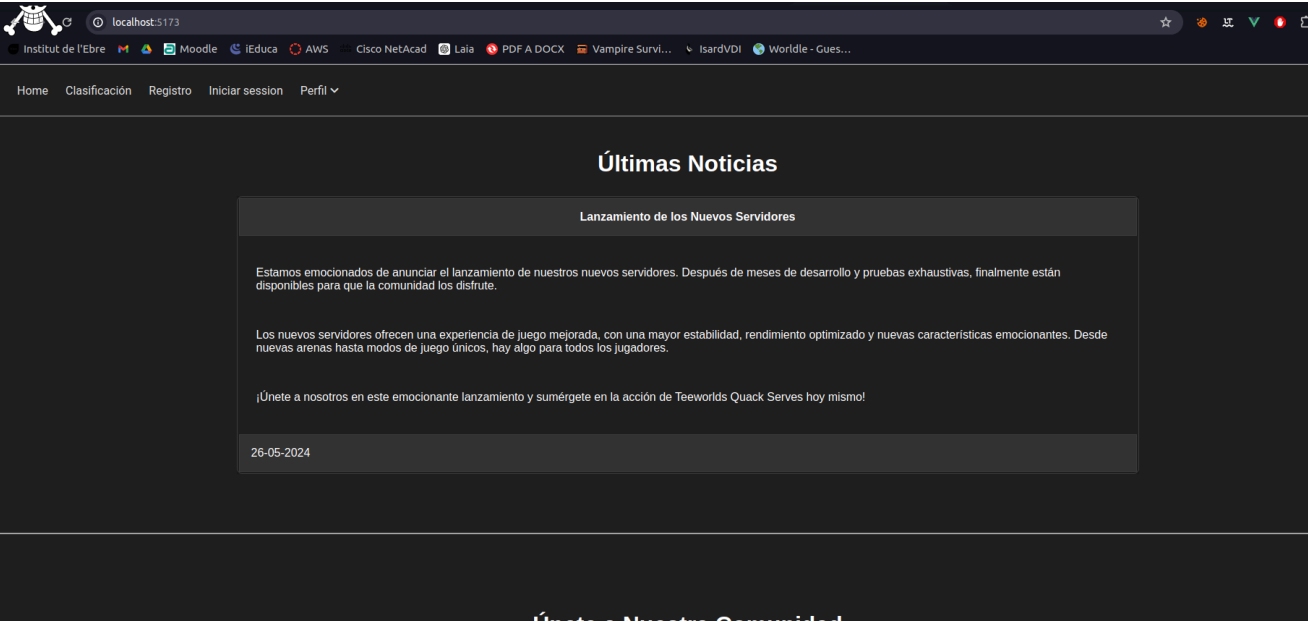 localhost:5173
Institut de l'Ebre Moodle iEduca AWS Cisco NetAcad Laia PDF A DOCX Vampire Survi... IsardVDI Worldle - Gues...
Home Clasificación Registro Iniciar session Perfil
Últimas Noticias
Lanzamiento de los Nuevos Servidores
Estamos emocionados de anunciar el lanzamiento de nuestros nuevos servidores. Después de meses de desarrollo y pruebas exhaustivas, finalmente están
disponibles para que la comunidad los disfrute.
Los nuevos servidores ofrecen una experiencia de juego mejorada, con una mayor estabilidad, rendimiento optimizado y nuevas características emocionantes. Desde
nuevas arenas hasta modos de juego únicos, hay algo para todos los jugadores.
¡Únete a nosotros en este emocionante lanzamiento y sumérgete en la acción de Teeworlds Quack Serves hoy mismo!
26-05-2024
Únete a Nuestra Comunidad